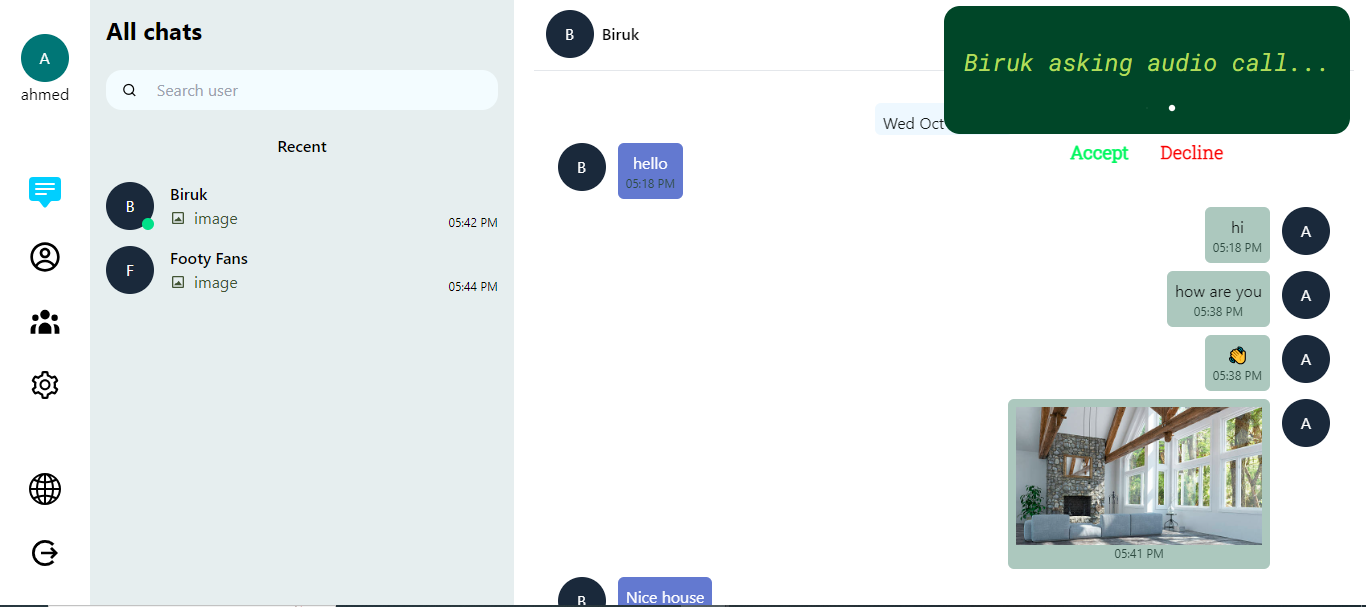 A
ahmed
All chats
Search user
Recent
B
Biruk
image
05:42 PM
F
Footy Fans
image
05:44 PM
B
Biruk
Biruk asking audio call...
Accept
Decline
Wed Oct
B
hello
05:18 PM
hi
05:18 PM
A
how are you
05:38 PM
A
👏
05:38 PM
A
A
05:41 PM
B
Nice house